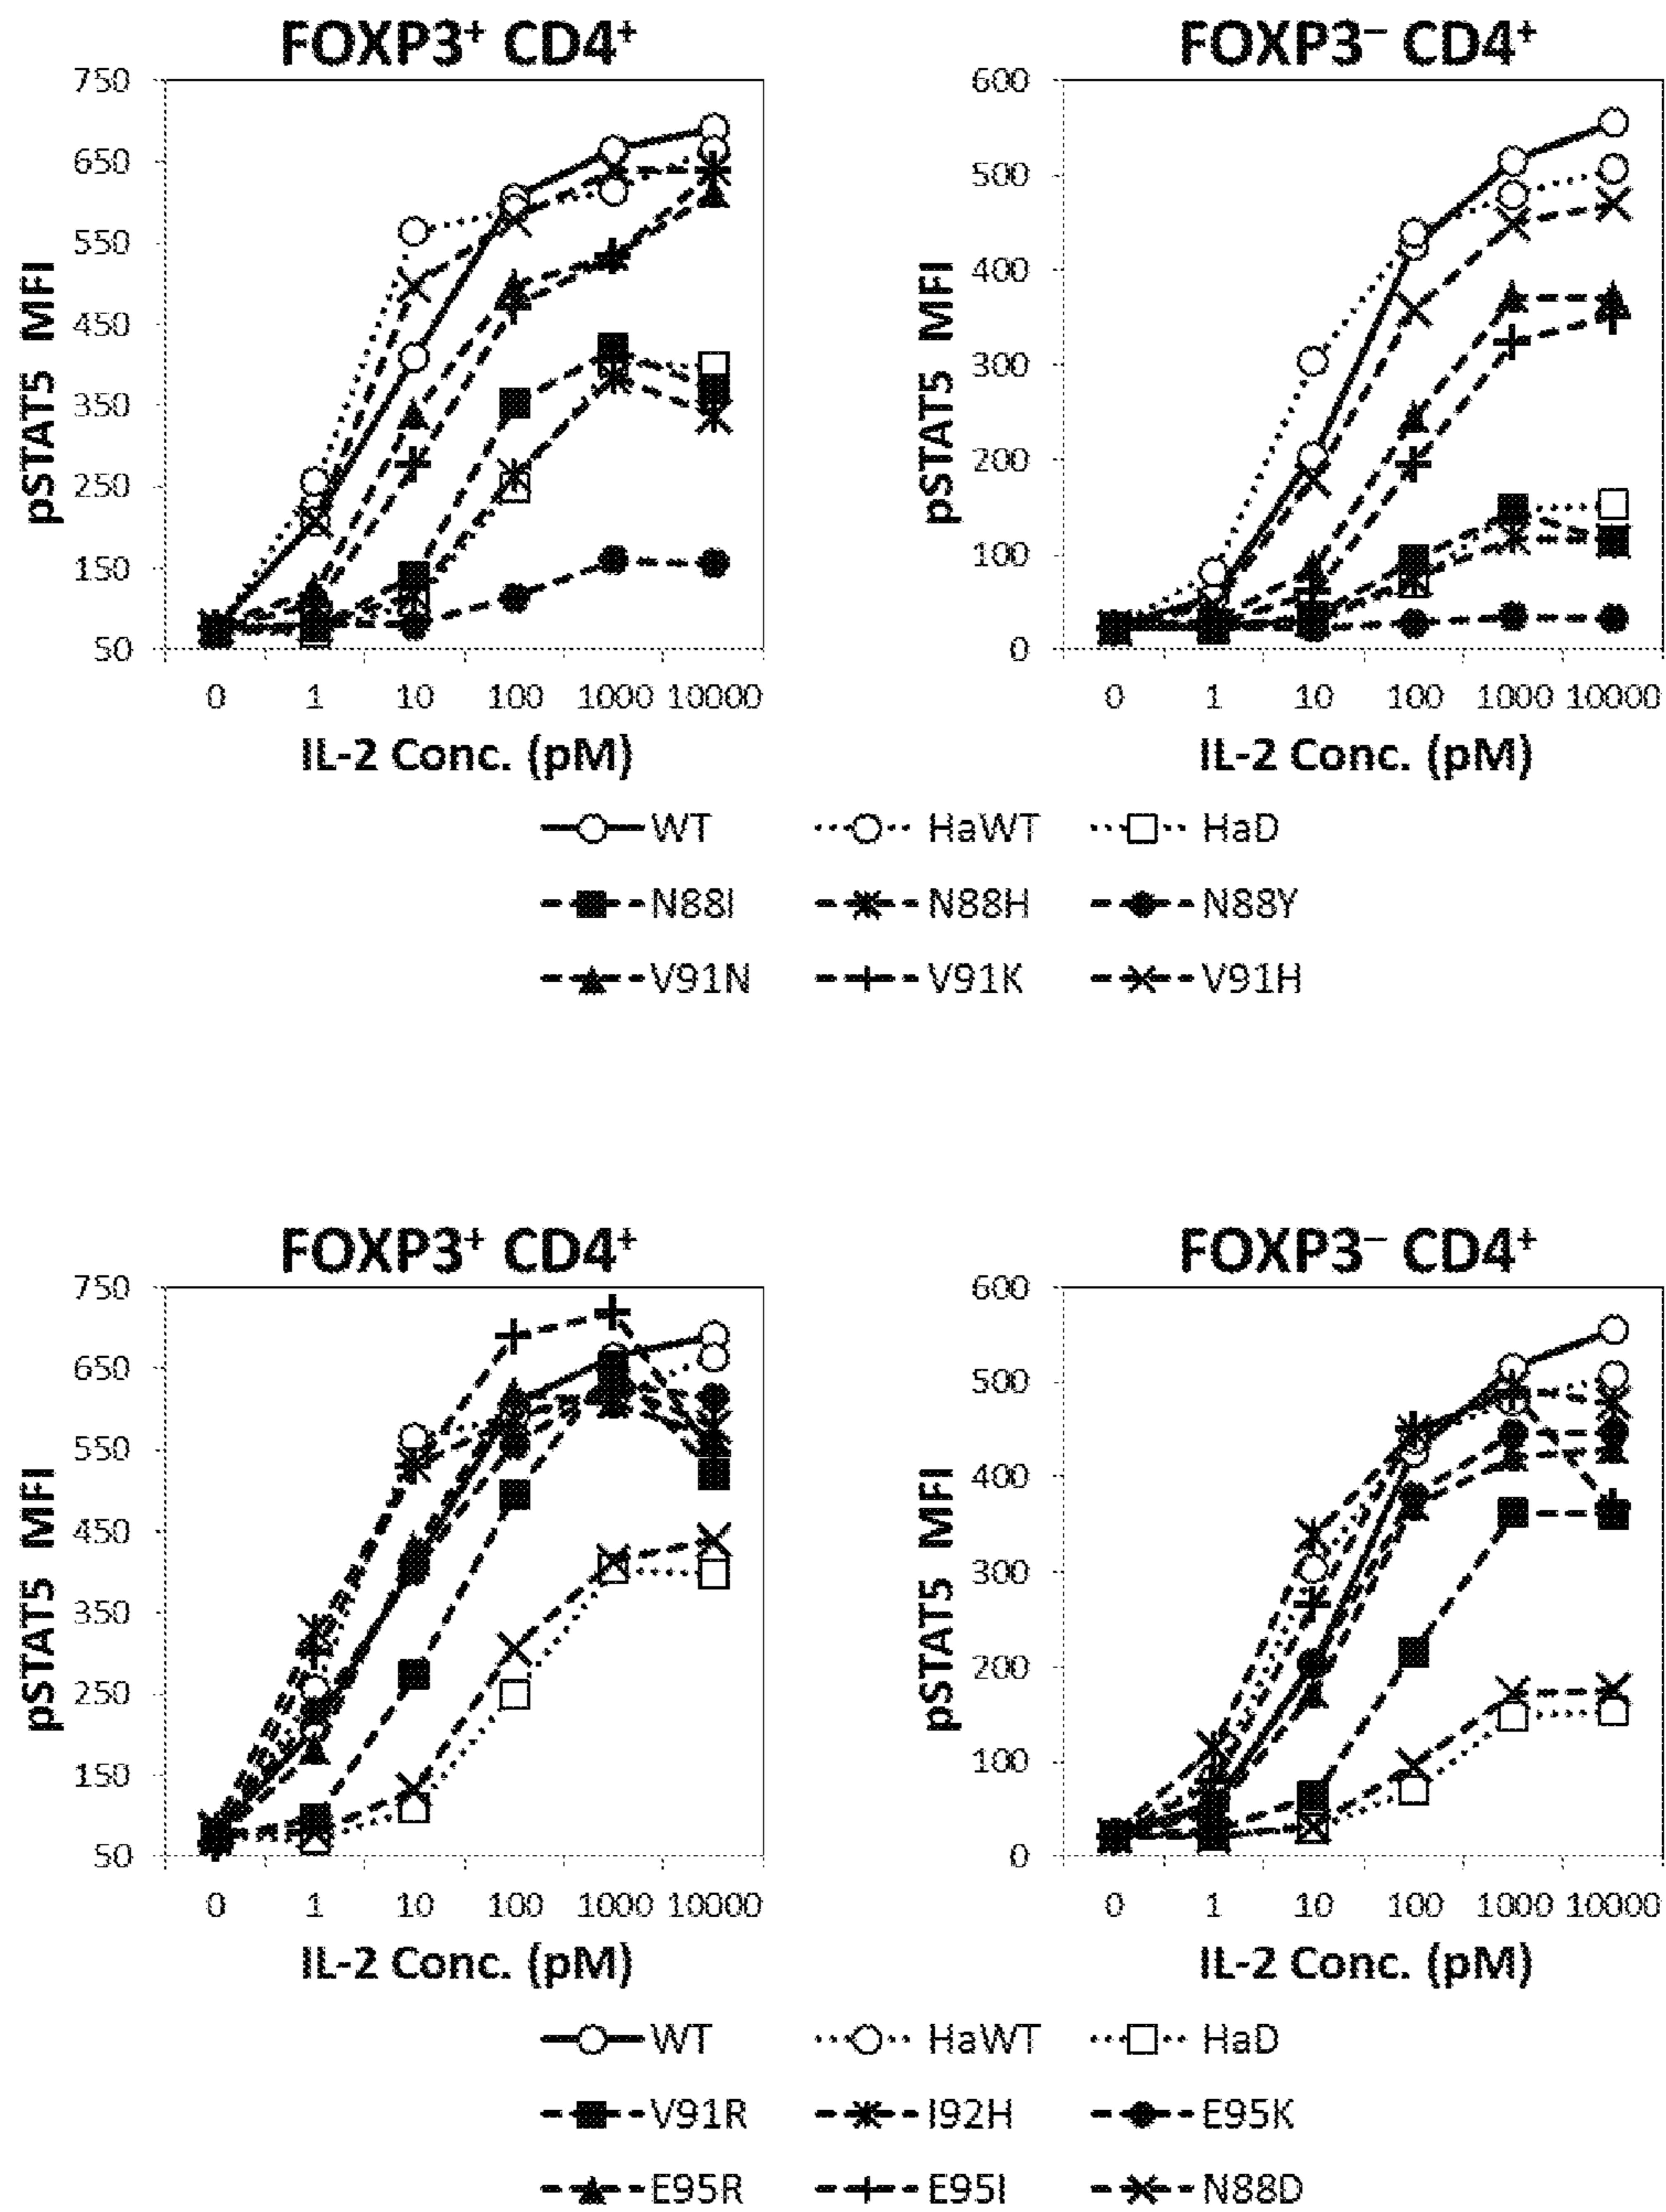 FOXP3⁺ CD4⁺
FOXP3⁻ CD4⁺
pSTAT5 MFI
750
650
550
450
350
250
150
50
0 1 10 100 1000 10000
IL-2 Conc. (pM)
pSTAT5 MFI
600
500
400
300
200
100
0
0 1 10 100 1000 10000
IL-2 Conc. (pM)
WT HaWT HaD
N88I N88H N88Y
V91N V91K V91H
FOXP3⁺ CD4⁺
FOXP3⁻ CD4⁺
pSTAT5 MFI
750
650
550
450
350
250
150
50
0 1 10 100 1000 10000
IL-2 Conc. (pM)
pSTAT5 MFI
600
500
400
300
200
100
0
0 1 10 100 1000 10000
IL-2 Conc. (pM)
WT HaWT HaD
V91R I92H E95K
E95R E95I N88D